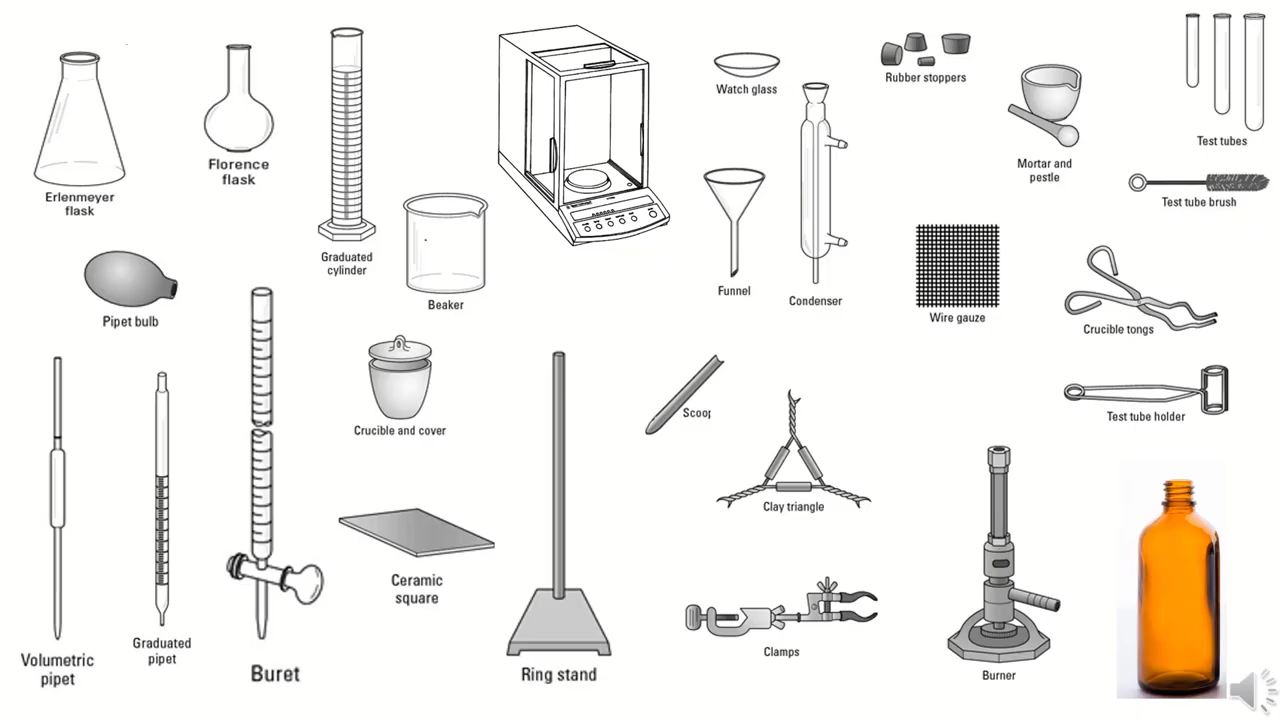 Erlenmeyer
flask
Florence
flask
Graduated
cylinder
Beaker
Watch glass
Rubber stoppers
Mortar and
pestle
Test tubes
Test tube brush
Funnel
Condenser
Wire gauze
Crucible tongs
Pipet bulb
Crucible and cover
Scoop
Test tube holder
Clay triangle
Ceramic
square
Volumetric
pipet
Graduated
pipet
Buret
Ring stand
Clamps
Burner